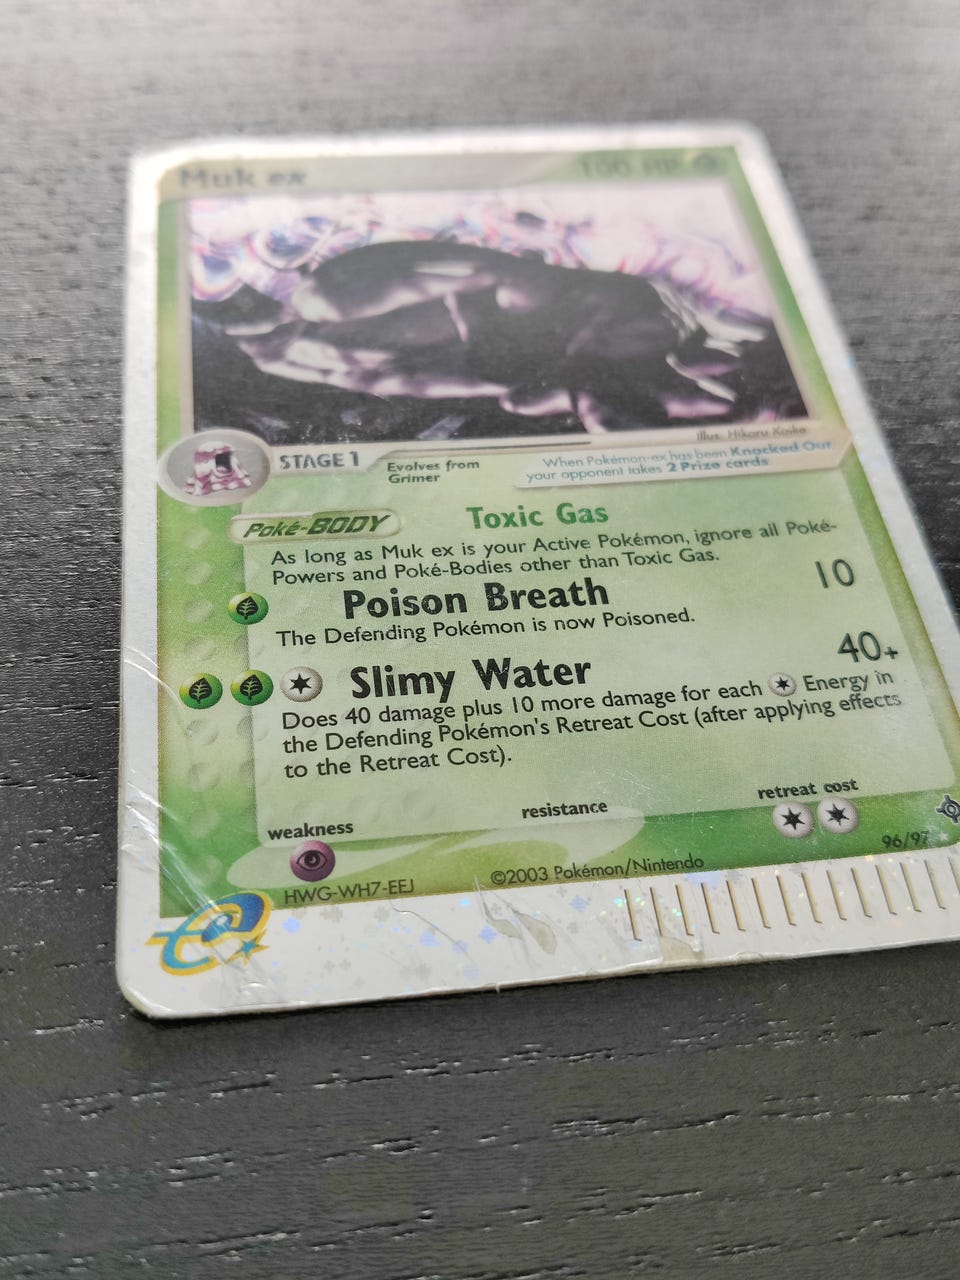 Muk ex 100 HP
Illus. Hikaru Koike
STAGE 1 Evolves from Grimer
When Pokémon-ex has been Knocked Out
your opponent takes 2 Prize cards
Poké-BODY Toxic Gas
As long as Muk ex is your Active Pokémon, ignore all Poké-
Powers and Poké-Bodies other than Toxic Gas.
Poison Breath 10
The Defending Pokémon is now Poisoned.
Slimy Water 40+
Does 40 damage plus 10 more damage for each Energy in
the Defending Pokémon's Retreat Cost (after applying effects
to the Retreat Cost).
weakness resistance retreat cost
HWG-WH7-EEJ ©2003 Pokémon/Nintendo 96/97